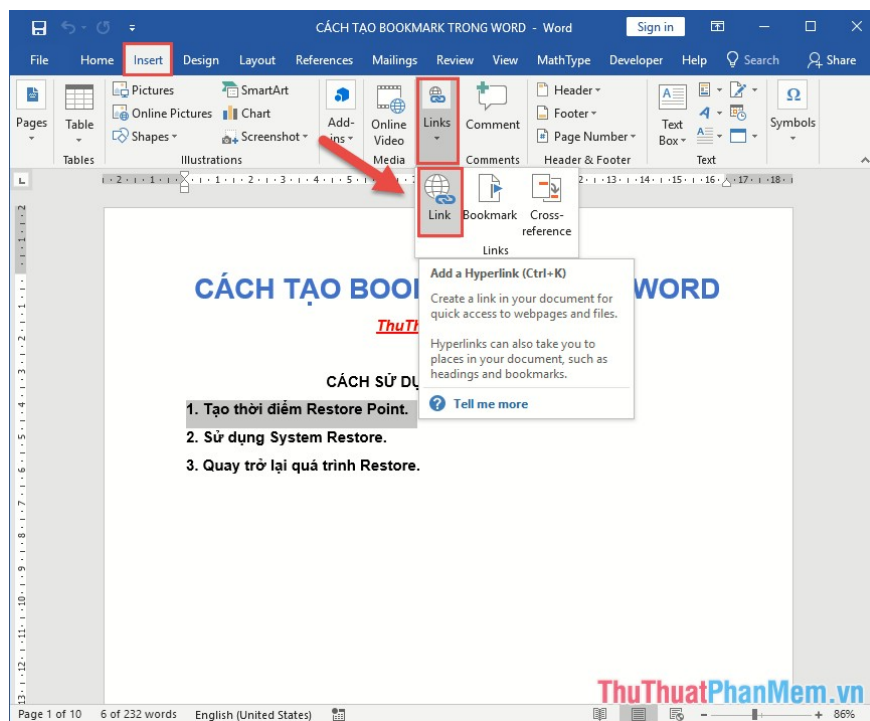 CÁCH TẠO BOOKMARK TRONG WORD - Word
Sign in
File Home Insert Design Layout References Mailings Review View MathType Developer Help Search Share
Pages
Table
Tables
Pictures
Online Pictures
Shapes
SmartArt
Chart
Screenshot
Illustrations
Add-
ins
Online
Video
Media
Links
Comment
Comments
Header
Footer
Page Number
Header & Footer
Text
Box
Text
Symbols
Link
Bookmark
Cross-
reference
Links
Add a Hyperlink (Ctrl+K)
Create a link in your document for
quick access to webpages and files.
Hyperlinks can also take you to
places in your document, such as
headings and bookmarks.
Tell me more
CÁCH TẠO BOO WORD
ThuTh
CÁCH SỬ DỤ
1. Tạo thời điểm Restore Point.
2. Sử dụng System Restore.
3. Quay trở lại quá trình Restore.
ThuThuatPhanMem.vn
Page 1 of 10 6 of 232 words English (United States) 86%